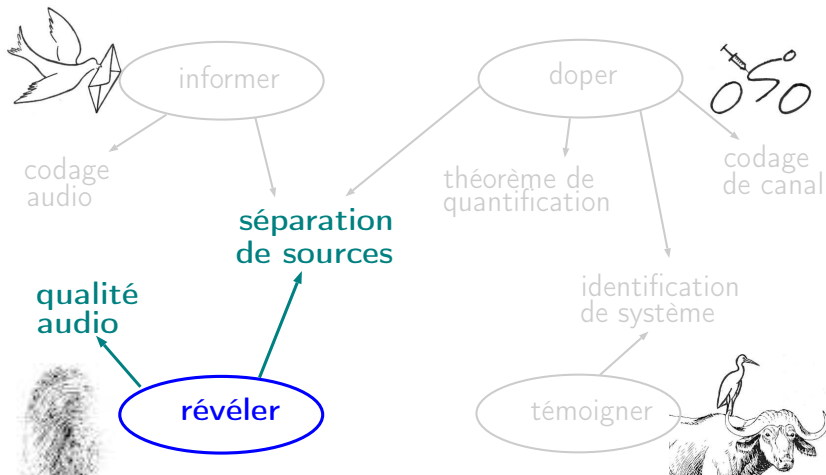 informer
doper
codage
audio
théorème de
quantification
codage
de canal
séparation
de sources
qualité
audio
identification
de système
révéler
témoigner